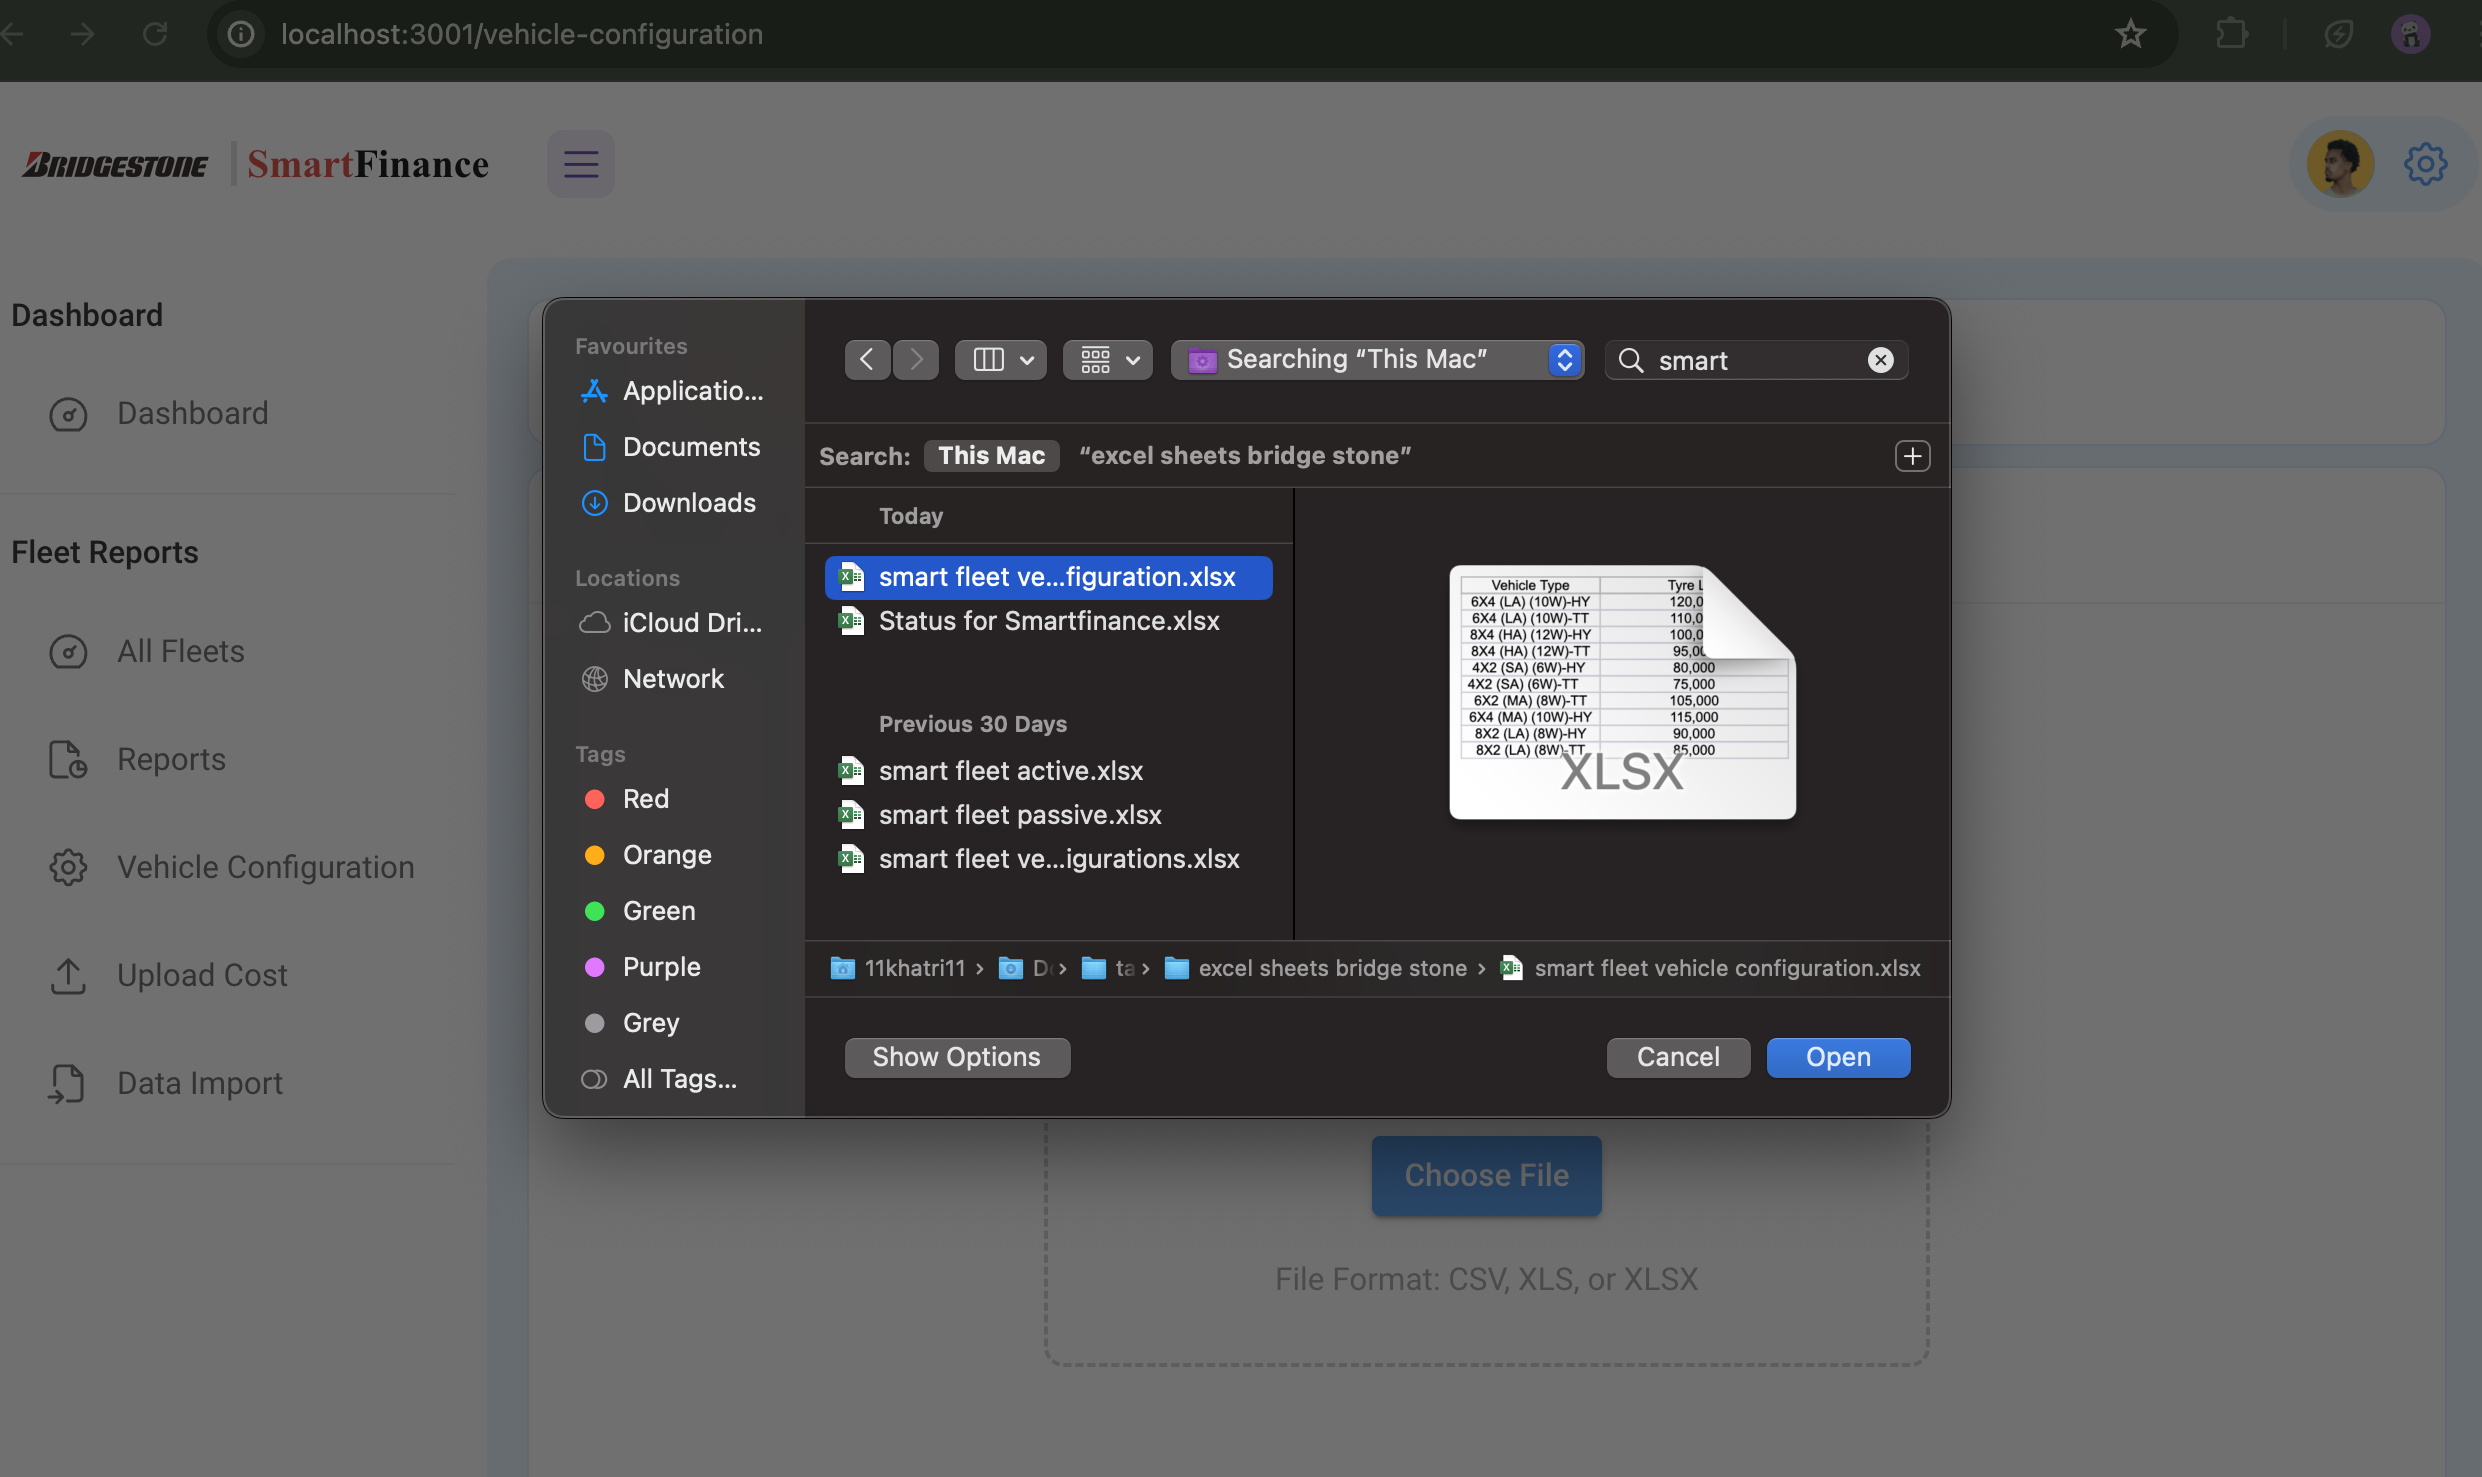 localhost:3001/vehicle-configuration
BRIDGESTONE
SmartFinance
Dashboard
Dashboard
Fleet Reports
All Fleets
Reports
Vehicle Configuration
Upload Cost
Data Import
Favourites
Applicatio...
Documents
Downloads
Locations
iCloud Dri...
Network
Tags
Red
Orange
Green
Purple
Grey
All Tags...
Searching “This Mac”
smart
Search: This Mac “excel sheets bridge stone”
Today
smart fleet ve...figuration.xlsx
Status for Smartfinance.xlsx
Previous 30 Days
smart fleet active.xlsx
smart fleet passive.xlsx
smart fleet ve...igurations.xlsx
Vehicle Type Tyre L
6X4 (LA) (10W)-HY 120,0
6X4 (LA) (10W)-TT 110,0
8X4 (HA) (12W)-HY 100,0
8X4 (HA) (12W)-TT 95,00
4X2 (SA) (6W)-HY 80,000
4X2 (SA) (6W)-TT 75,000
6X2 (MA) (8W)-TT 105,000
6X4 (MA) (10W)-HY 115,000
8X2 (LA) (8W)-HY 90,000
8X2 (LA) (8W)-TT 85,000
XLSX
11khatri11 › D › ta › excel sheets bridge stone › smart fleet vehicle configuration.xlsx
Show Options
Cancel
Open
Choose File
File Format: CSV, XLS, or XLSX